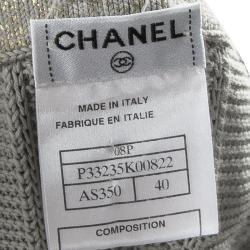 CHANEL
MADE IN ITALY
FABRIQUE EN ITALIE
08P
P33235K00822
AS350 40
COMPOSITION